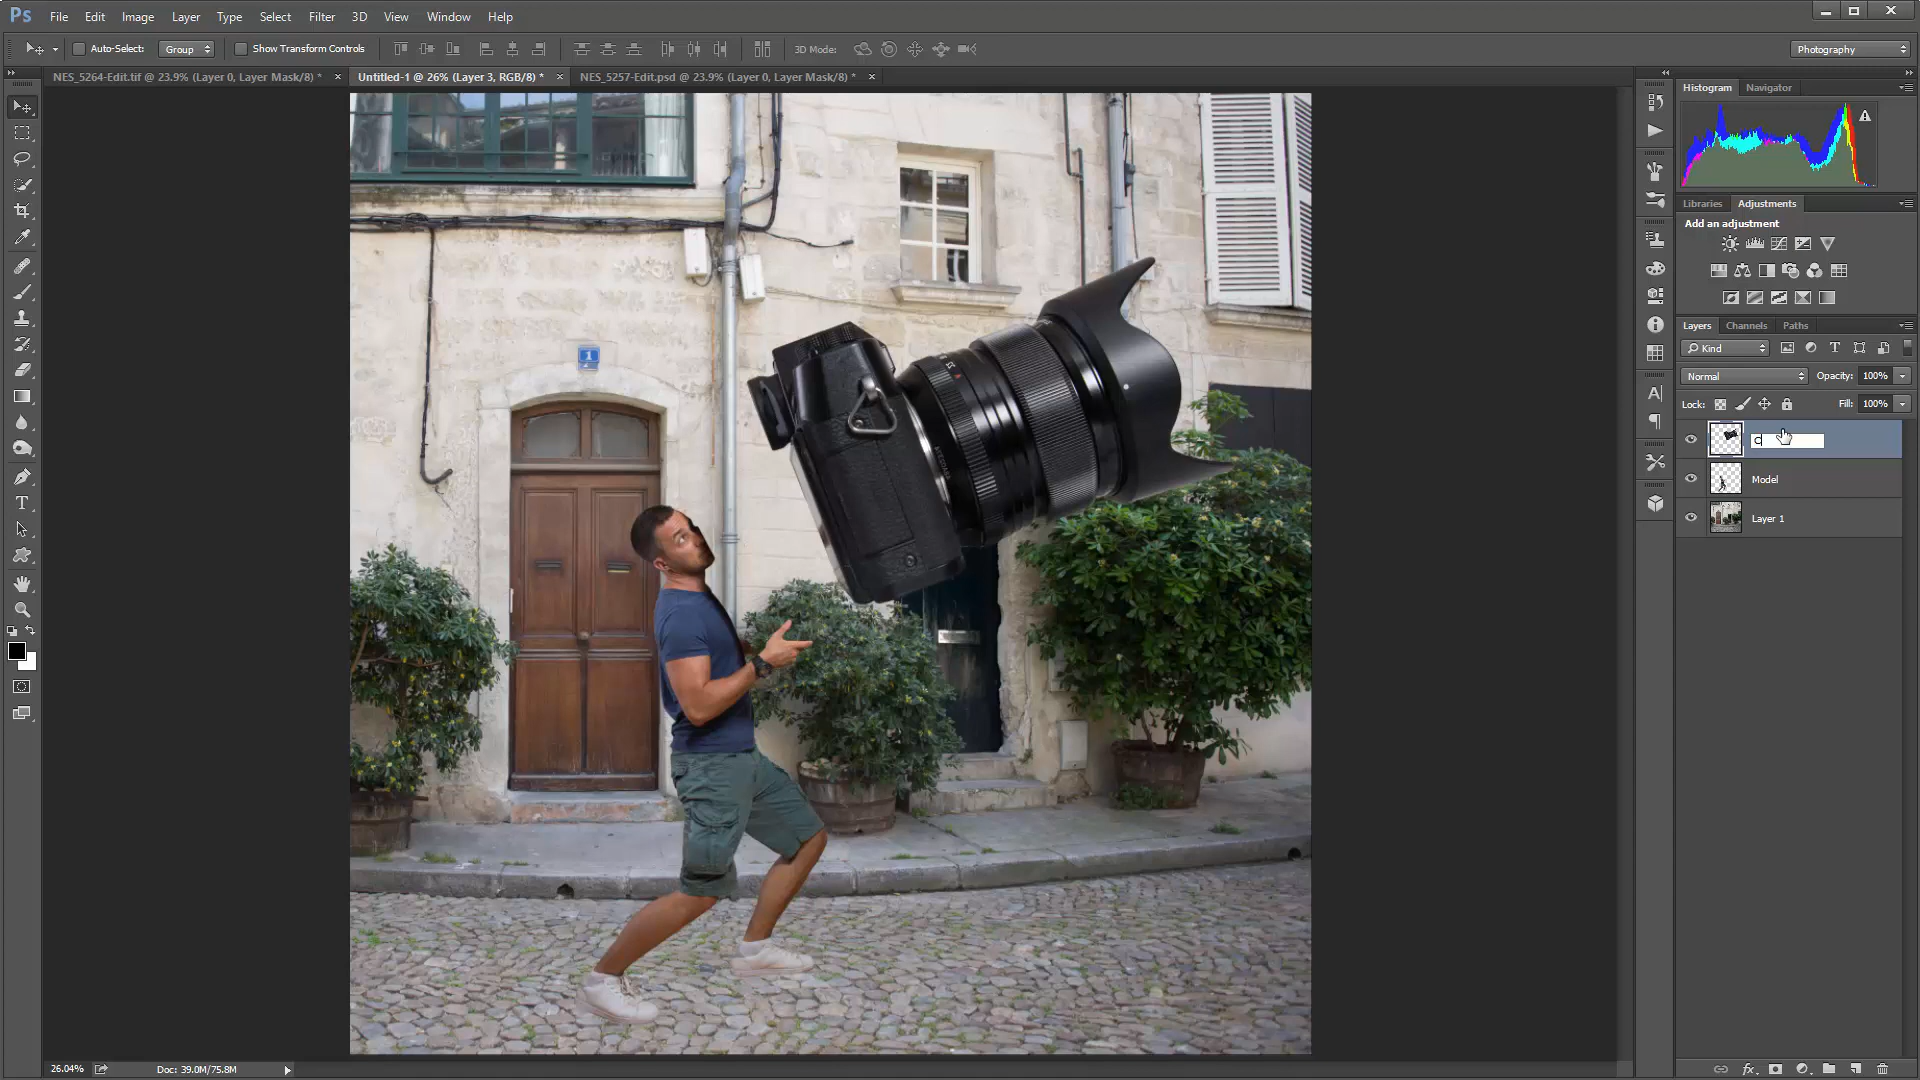 Ps File Edit Image Layer Type Select Filter 3D View Window Help
Auto-Select: Group Show Transform Controls 3D Mode: Photography
NES_5264-Edit.tif @ 23.9% (Layer 0, Layer Mask/8) * × Untitled-1 @ 26% (Layer 3, RGB/8) * × NES_5257-Edit.psd @ 23.9% (Layer 0, Layer Mask/8) * ×
Histogram Navigator
Libraries Adjustments
Add an adjustment
Layers Channels Paths
Kind
Normal Opacity: 100%
Lock: Fill: 100%
C
Model
Layer 1
1
26.04% Doc: 39.0M/75.8M